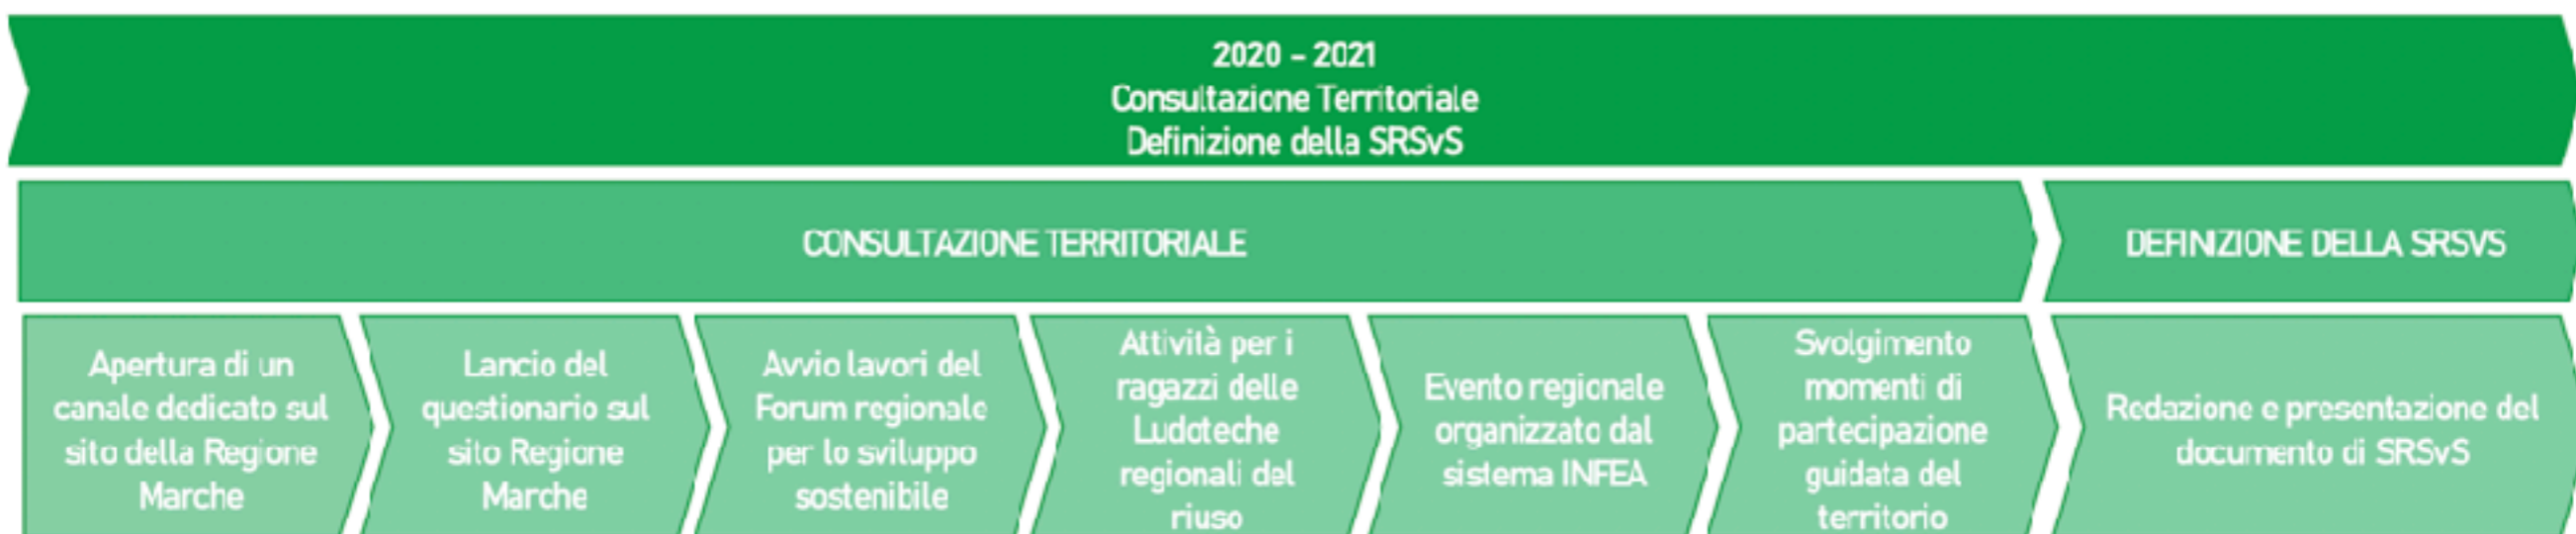 2020 – 2021
Consultazione Territoriale
Definizione della SRSvS
CONSULTAZIONE TERRITORIALE
DEFINIZIONE DELLA SRSVS
Apertura di un
canale dedicato sul
sito della Regione
Marche
Lancio del
questionario sul
sito Regione
Marche
Avvio lavori del
Forum regionale
per lo sviluppo
sostenibile
Attività per i
ragazzi delle
Ludoteche
regionali del
riuso
Evento regionale
organizzato dal
sistema INFEA
Svolgimento
momenti di
partecipazione
guidata del
territorio
Redazione e presentazione del
documento di SRSvS